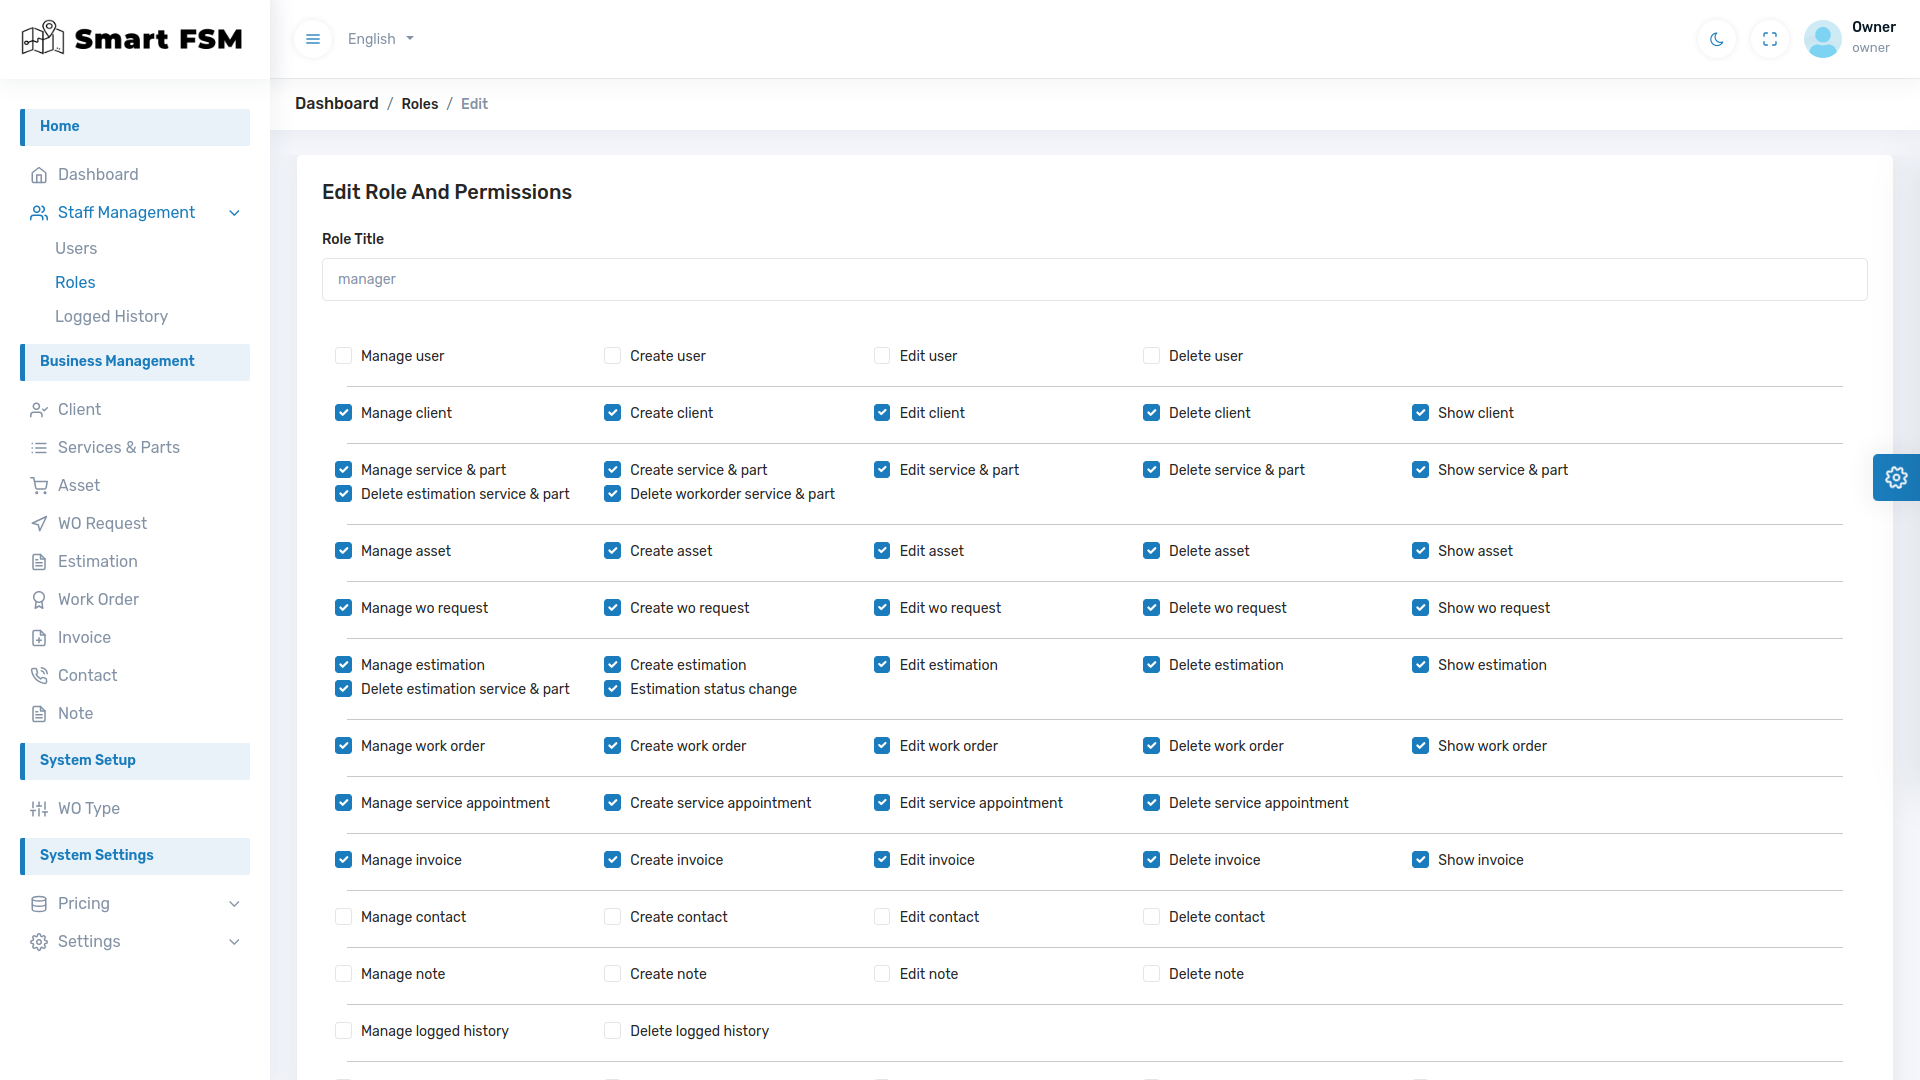 Smart FSM
English
Owner
owner
Dashboard / Roles / Edit
Home
Dashboard
Staff Management
Users
Roles
Logged History
Business Management
Client
Services & Parts
Asset
WO Request
Estimation
Work Order
Invoice
Contact
Note
System Setup
WO Type
System Settings
Pricing
Settings
Edit Role And Permissions
Role Title
manager
Manage user Create user Edit user Delete user
Manage client Create client Edit client Delete client Show client
Manage service & part Create service & part Edit service & part Delete service & part Show service & part
Delete estimation service & part Delete workorder service & part
Manage asset Create asset Edit asset Delete asset Show asset
Manage wo request Create wo request Edit wo request Delete wo request Show wo request
Manage estimation Create estimation Edit estimation Delete estimation Show estimation
Delete estimation service & part Estimation status change
Manage work order Create work order Edit work order Delete work order Show work order
Manage service appointment Create service appointment Edit service appointment Delete service appointment
Manage invoice Create invoice Edit invoice Delete invoice Show invoice
Manage contact Create contact Edit contact Delete contact
Manage note Create note Edit note Delete note
Manage logged history Delete logged history